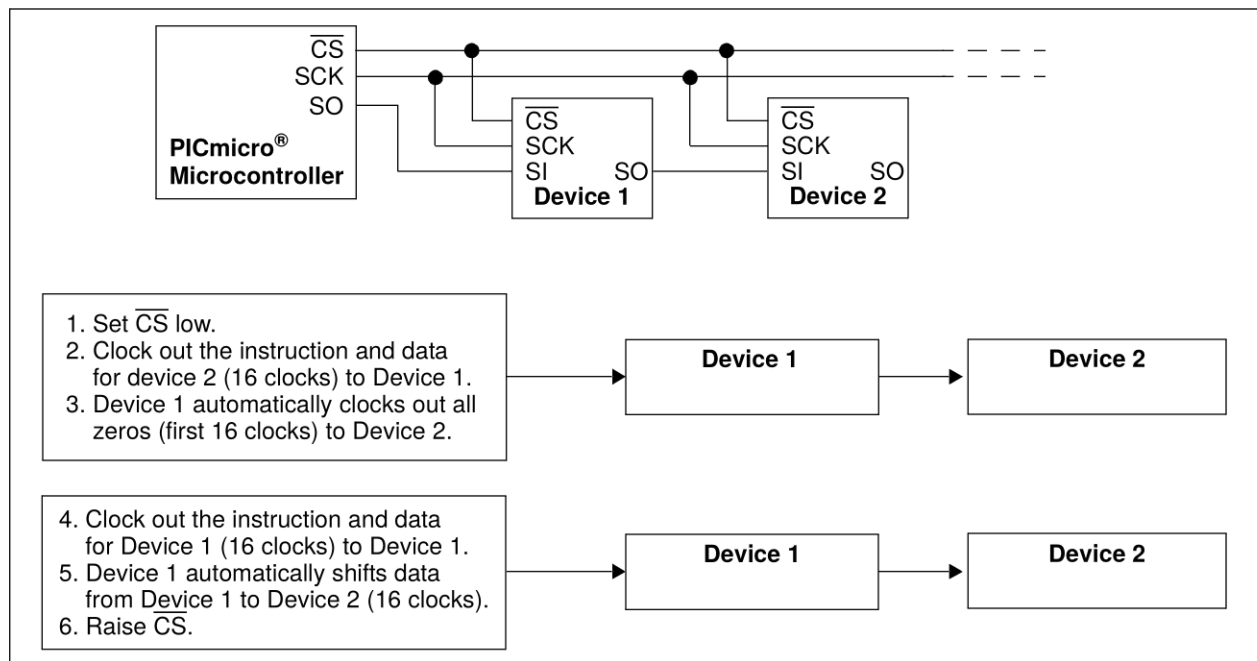 CS
SCK
SO
PICmicro®
Microcontroller
CS
SCK
SI SO
Device 1
CS
SCK
SI SO
Device 2
1. Set CS low.
2. Clock out the instruction and data
for device 2 (16 clocks) to Device 1.
3. Device 1 automatically clocks out all
zeros (first 16 clocks) to Device 2.
Device 1
Device 2
4. Clock out the instruction and data
for Device 1 (16 clocks) to Device 1.
5. Device 1 automatically shifts data
from Device 1 to Device 2 (16 clocks).
6. Raise CS.
Device 1
Device 2